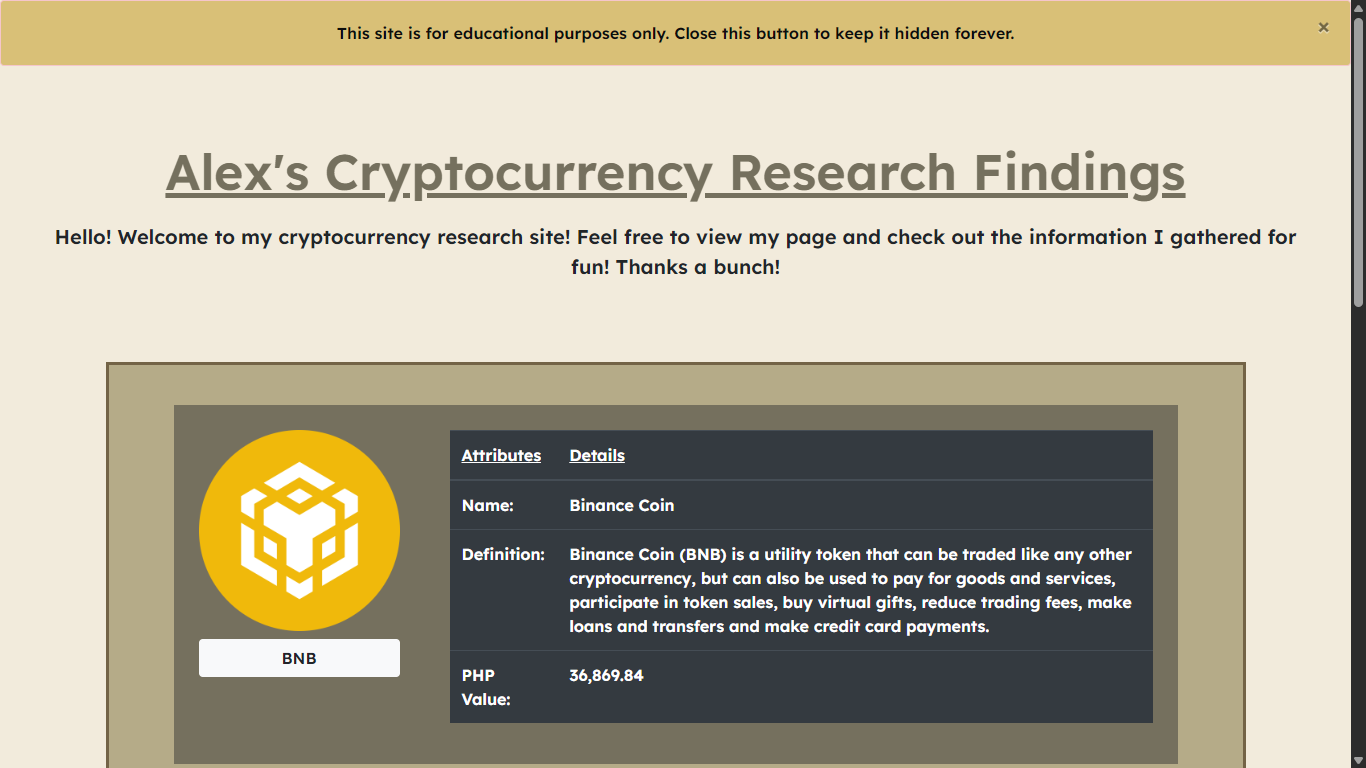 This site is for educational purposes only. Close this button to keep it hidden forever.
×
Alex's Cryptocurrency Research Findings
Hello! Welcome to my cryptocurrency research site! Feel free to view my page and check out the information I gathered for
fun! Thanks a bunch!
BNB
Attributes Details
Name: Binance Coin
Definition: Binance Coin (BNB) is a utility token that can be traded like any other
cryptocurrency, but can also be used to pay for goods and services,
participate in token sales, buy virtual gifts, reduce trading fees, make
loans and transfers and make credit card payments.
PHP 36,869.84
Value: